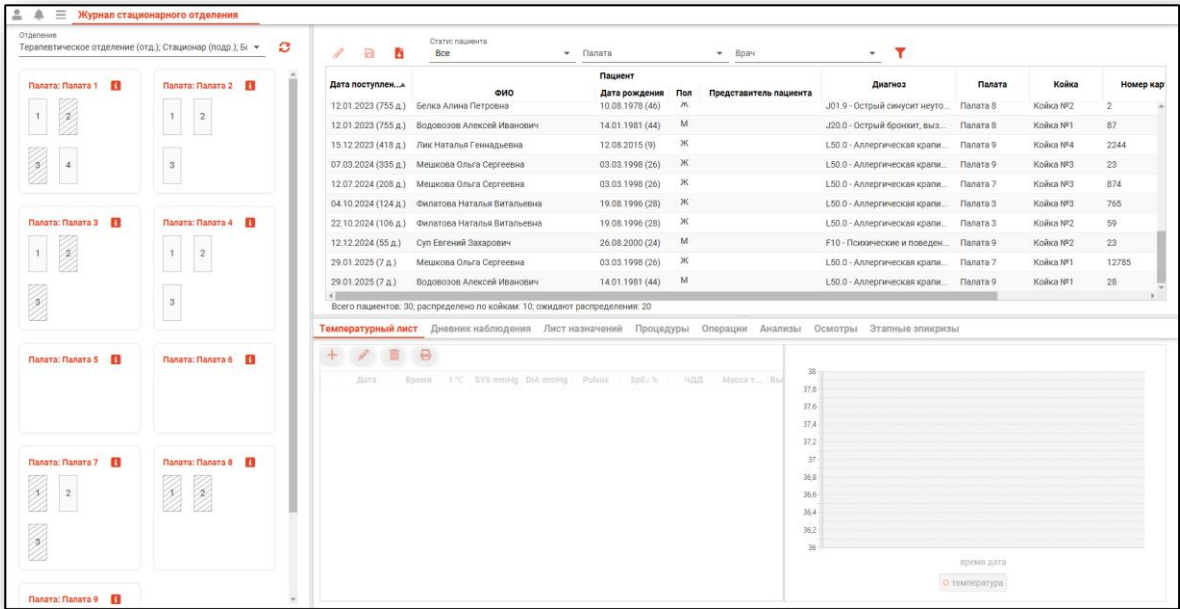 Журнал стационарного отделения
Отделение
Терапевтическое отделение (отд.); Стационар (подр.);
Палата: Палата 1
1 2
3 4
Палата: Палата 2
1 2
3
Палата: Палата 3
1 2
3
Палата: Палата 4
1 2
3
Палата: Палата 5
Палата: Палата 6
Палата: Палата 7
1 2
3
Палата: Палата 8
1 2
Палата: Палата 9
Статус пациента
Все Палата Врач
Пациент
Дата поступлен... ФИО Дата рождения Пол Представитель пациента Диагноз Палата Койка Номер кар
12.01.2023 (755 д.) Белка Алина Петровна 10.08.1978 (46) Ж J01.9 - Острый синусит неуто... Палата 8 Койка №2 2
12.01.2023 (755 д.) Водовозов Алексей Иванович 14.01.1981 (44) М J20.0 - Острый бронхит, выз... Палата 8 Койка №1 87
15.12.2023 (418 д.) Лик Наталья Геннадьевна 12.08.2015 (9) Ж L50.0 - Аллергическая крапи... Палата 9 Койка №4 2244
07.03.2024 (335 д.) Мешкова Ольга Сергеевна 03.03.1998 (26) Ж L50.0 - Аллергическая крапи... Палата 9 Койка №3 23
12.07.2024 (208 д.) Мешкова Ольга Сергеевна 03.03.1998 (26) Ж L50.0 - Аллергическая крапи... Палата 7 Койка №3 874
04.10.2024 (124 д.) Филатова Наталья Витальевна 19.08.1996 (28) Ж L50.0 - Аллергическая крапи... Палата 3 Койка №3 765
22.10.2024 (106 д.) Филатова Наталья Витальевна 19.08.1996 (28) Ж L50.0 - Аллергическая крапи... Палата 3 Койка №2 59
12.12.2024 (55 д.) Суп Евгений Захарович 26.08.2000 (24) М F10 - Психические и поведен... Палата 9 Койка №2 23
29.01.2025 (7 д.) Мешкова Ольга Сергеевна 03.03.1998 (26) Ж L50.0 - Аллергическая крапи... Палата 7 Койка №1 12785
29.01.2025 (7 д.) Водовозов Алексей Иванович 14.01.1981 (44) М L50.0 - Аллергическая крапи... Палата 9 Койка №1 28
Всего пациентов: 30; распределено по койкам: 10; ожидают распределения: 20
Температурный лист Дневник наблюдения Лист назначений Процедуры Операции Анализы Осмотры Этапные эпикризы
Дата Время t °C SYS mmHg DIA mmHg Pulsus SpO₂ % ЧДД Масса т...
38
37,8
37,6
37,4
37,2
37
36,8
36,6
36,4
36,2
36
время дата
температура